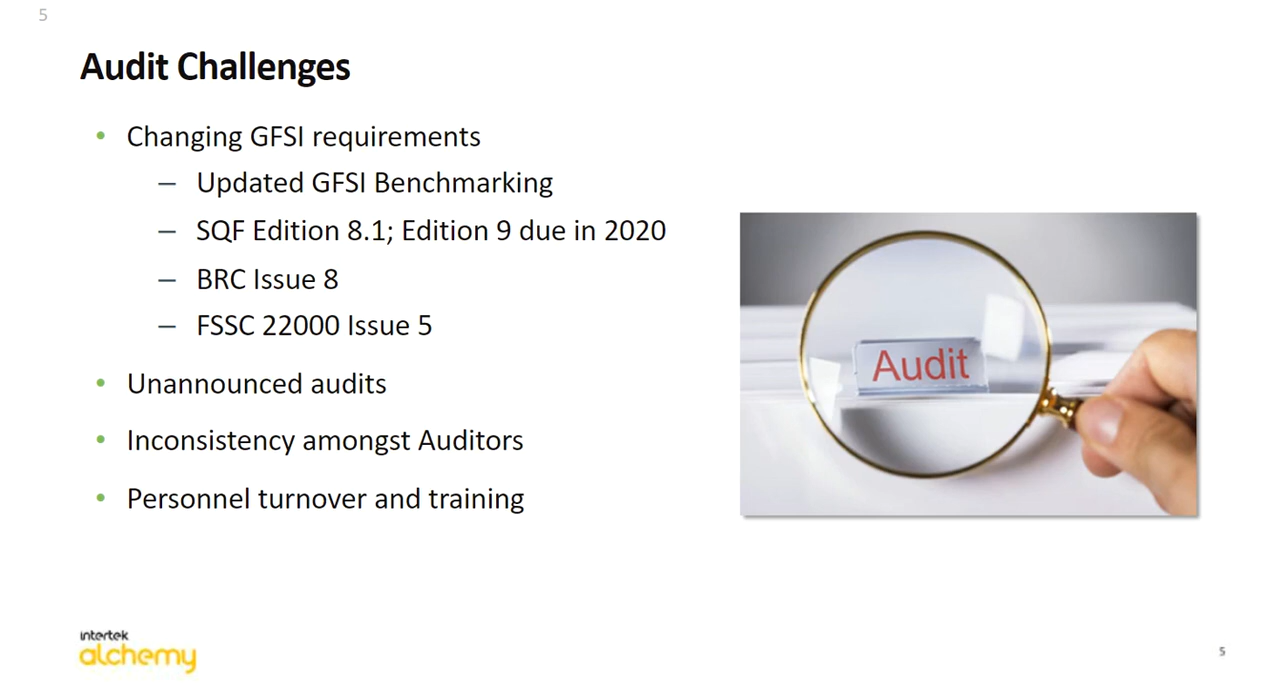 5
Audit Challenges
• Changing GFSI requirements
– Updated GFSI Benchmarking
– SQF Edition 8.1; Edition 9 due in 2020
– BRC Issue 8
– FSSC 22000 Issue 5
• Unannounced audits
• Inconsistency amongst Auditors
• Personnel turnover and training
Audit
intertek
alchemy
5